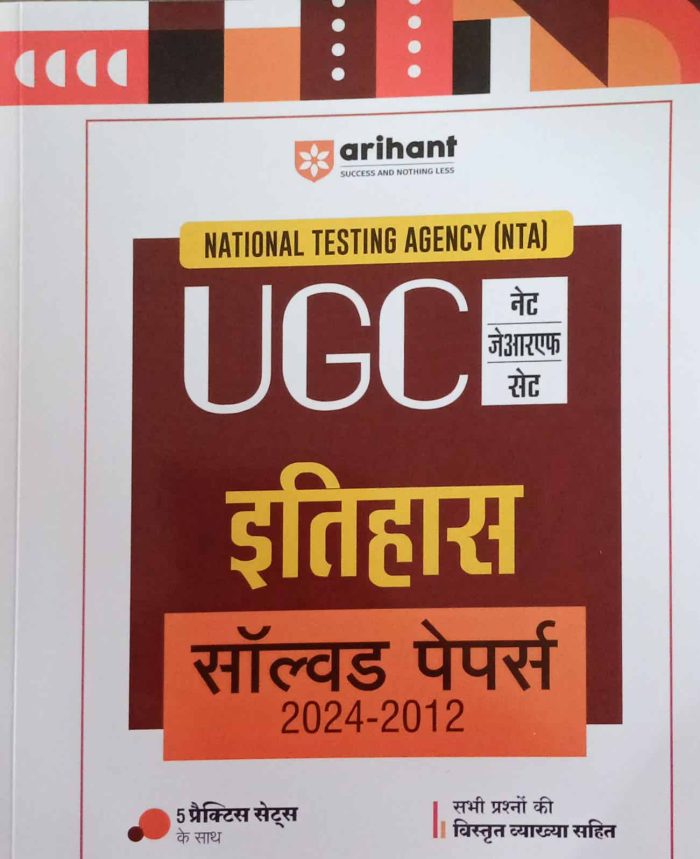 arihant
SUCCESS AND NOTHING LESS
NATIONAL TESTING AGENCY (NTA)
UGC
नेट
जेआरएफ
सेट
इतिहास
सॉल्वड पेपर्स
2024-2012
5 प्रैक्टिस सेट्स
के साथ
सभी प्रश्नों की
विस्तृत व्याख्या सहित